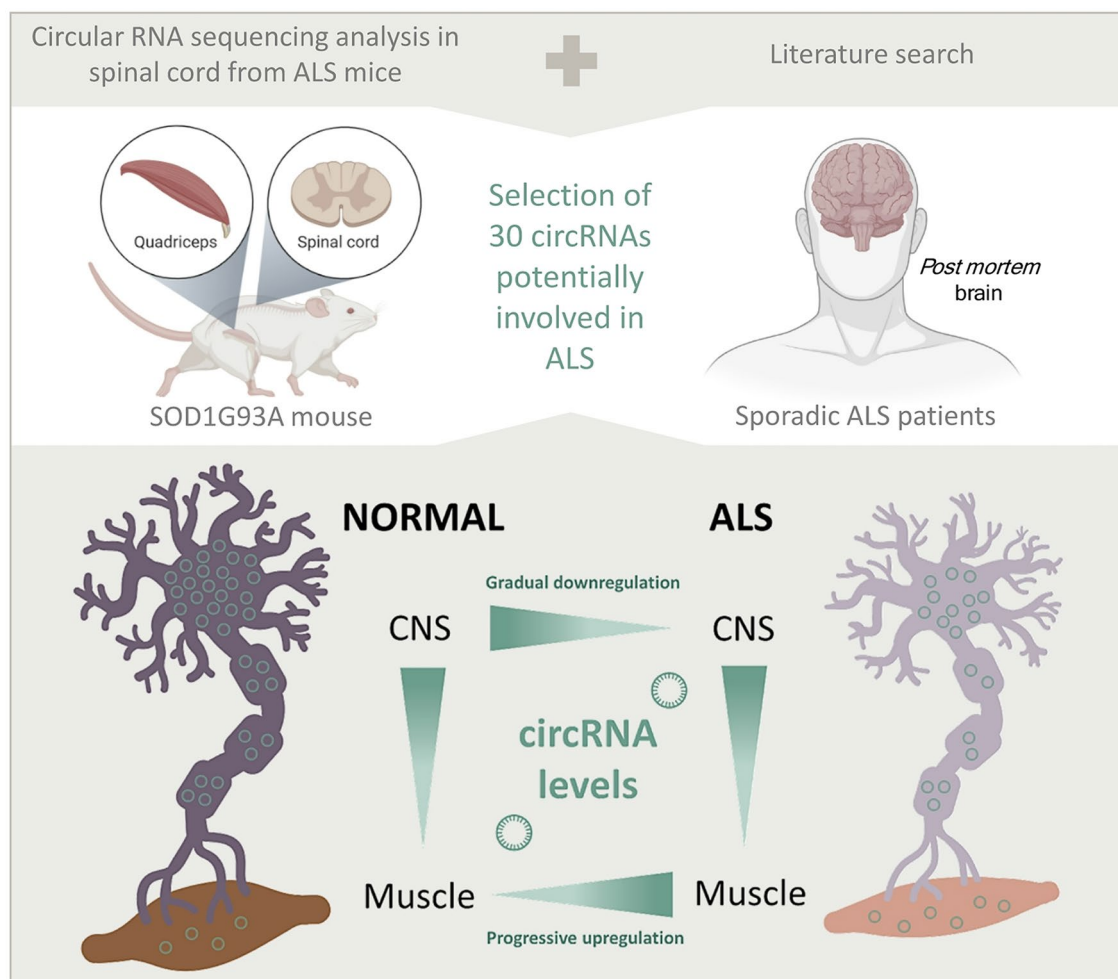 Circular RNA sequencing analysis in
spinal cord from ALS mice
Literature search
Quadriceps
Spinal cord
SOD1G93A mouse
Selection of
30 circRNAs
potentially
involved in
ALS
Post mortem
brain
Sporadic ALS patients
NORMAL
ALS
Gradual downregulation
CNS
CNS
circRNA
levels
Muscle
Muscle
Progressive upregulation